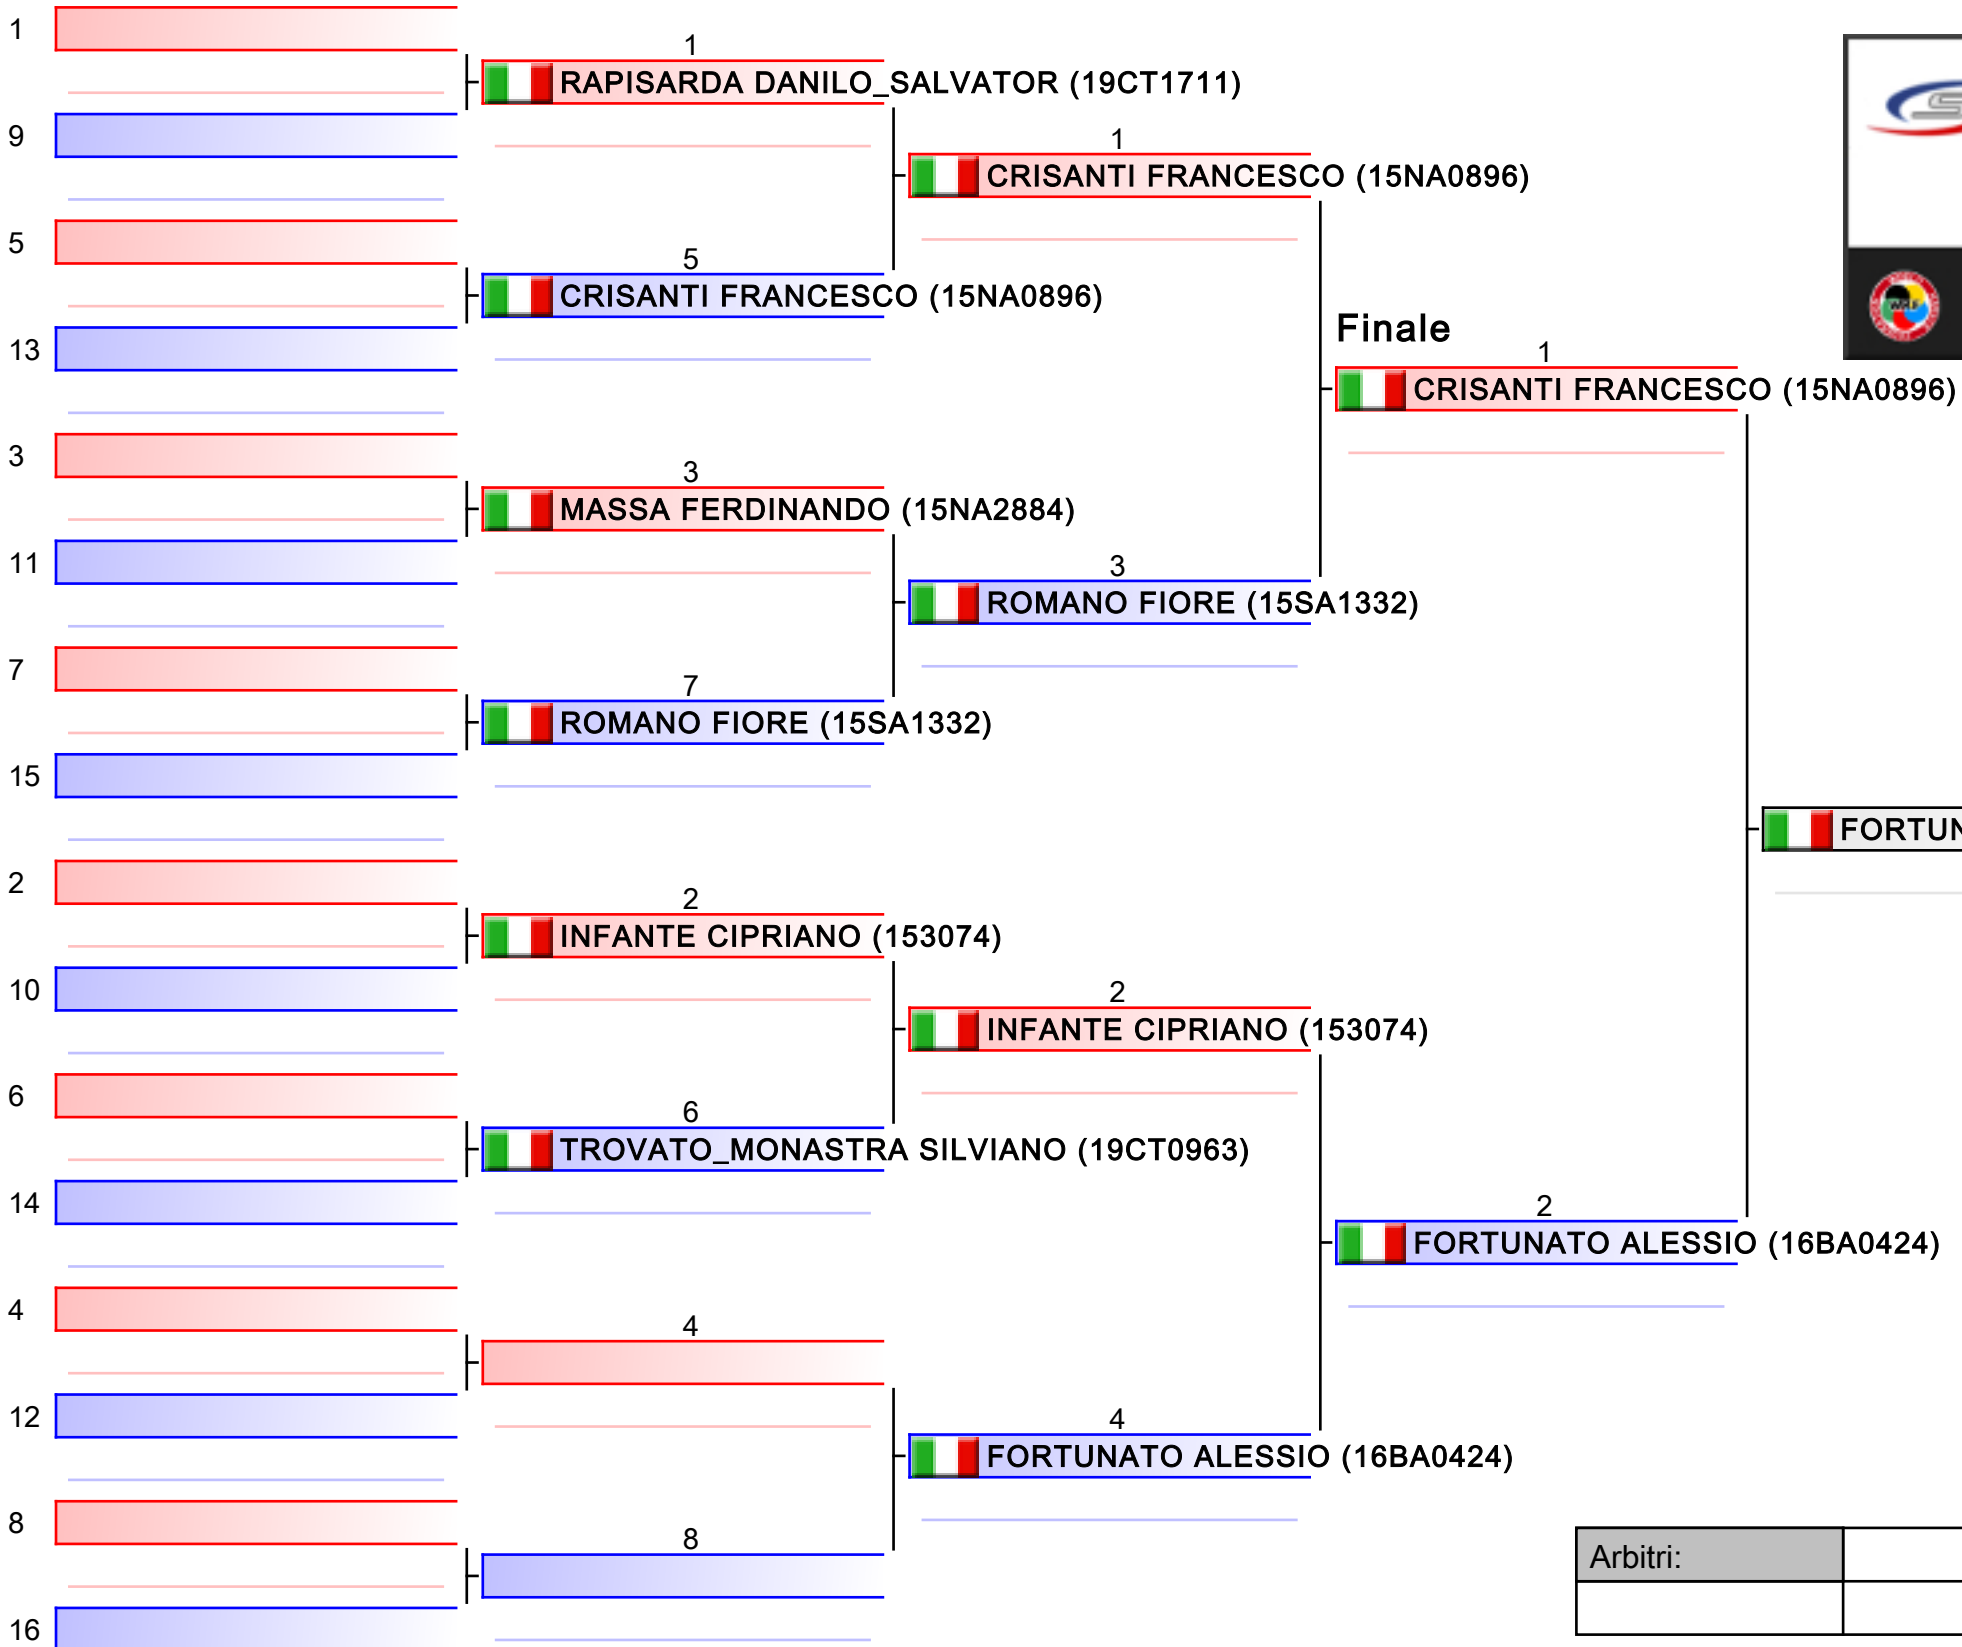 1
1
RAPISARDA DANILO_SALVATOR (19CT1711)
9
1
CRISANTI FRANCESCO (15NA0896)
5
5
CRISANTI FRANCESCO (15NA0896)
13
Finale
1
CRISANTI FRANCESCO (15NA0896)
3
3
MASSA FERDINANDO (15NA2884)
11
3
ROMANO FIORE (15SA1332)
7
7
ROMANO FIORE (15SA1332)
15
FORTUN
2
2
INFANTE CIPRIANO (153074)
10
2
INFANTE CIPRIANO (153074)
6
6
TROVATO_MONASTRA SILVIANO (19CT0963)
14
2
FORTUNATO ALESSIO (16BA0424)
4
4
12
4
FORTUNATO ALESSIO (16BA0424)
8
8
Arbitri:
16